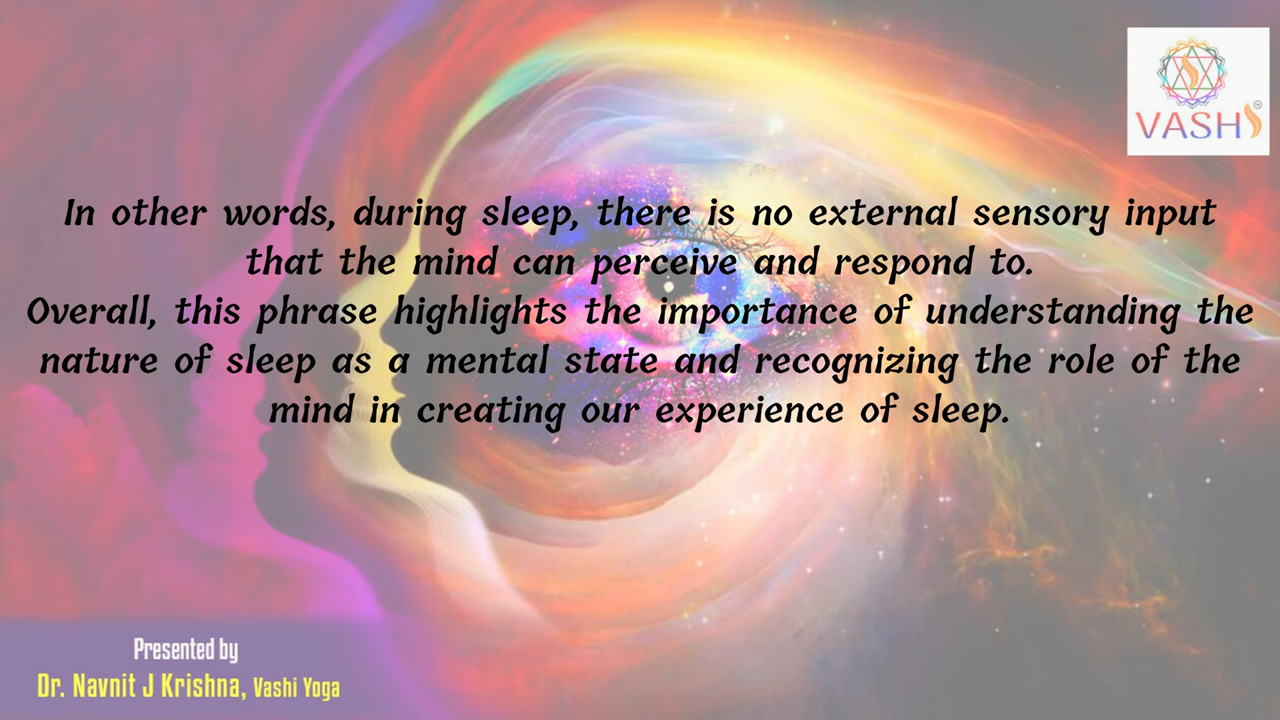 VASHI
™
In other words, during sleep, there is no external sensory input
that the mind can perceive and respond to.
Overall, this phrase highlights the importance of understanding the
nature of sleep as a mental state and recognizing the role of the
mind in creating our experience of sleep.
Presented by
Dr. Navnit J Krishna, Vashi Yoga